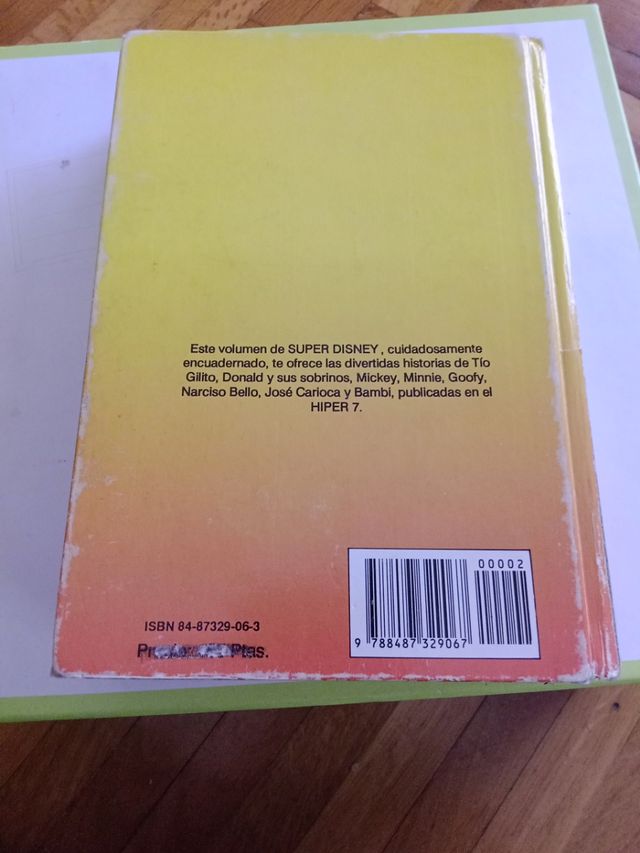 Este volumen de SUPER DISNEY, cuidadosamente
encuadernado, te ofrece las divertidas historias de Tío
Gilito, Donald y sus sobrinos, Mickey, Minnie, Goofy,
Narciso Bello, José Carioca y Bambi, publicadas en el
HIPER 7.
00002
ISBN 84-87329-06-3
9 788487 329067
Ptas.